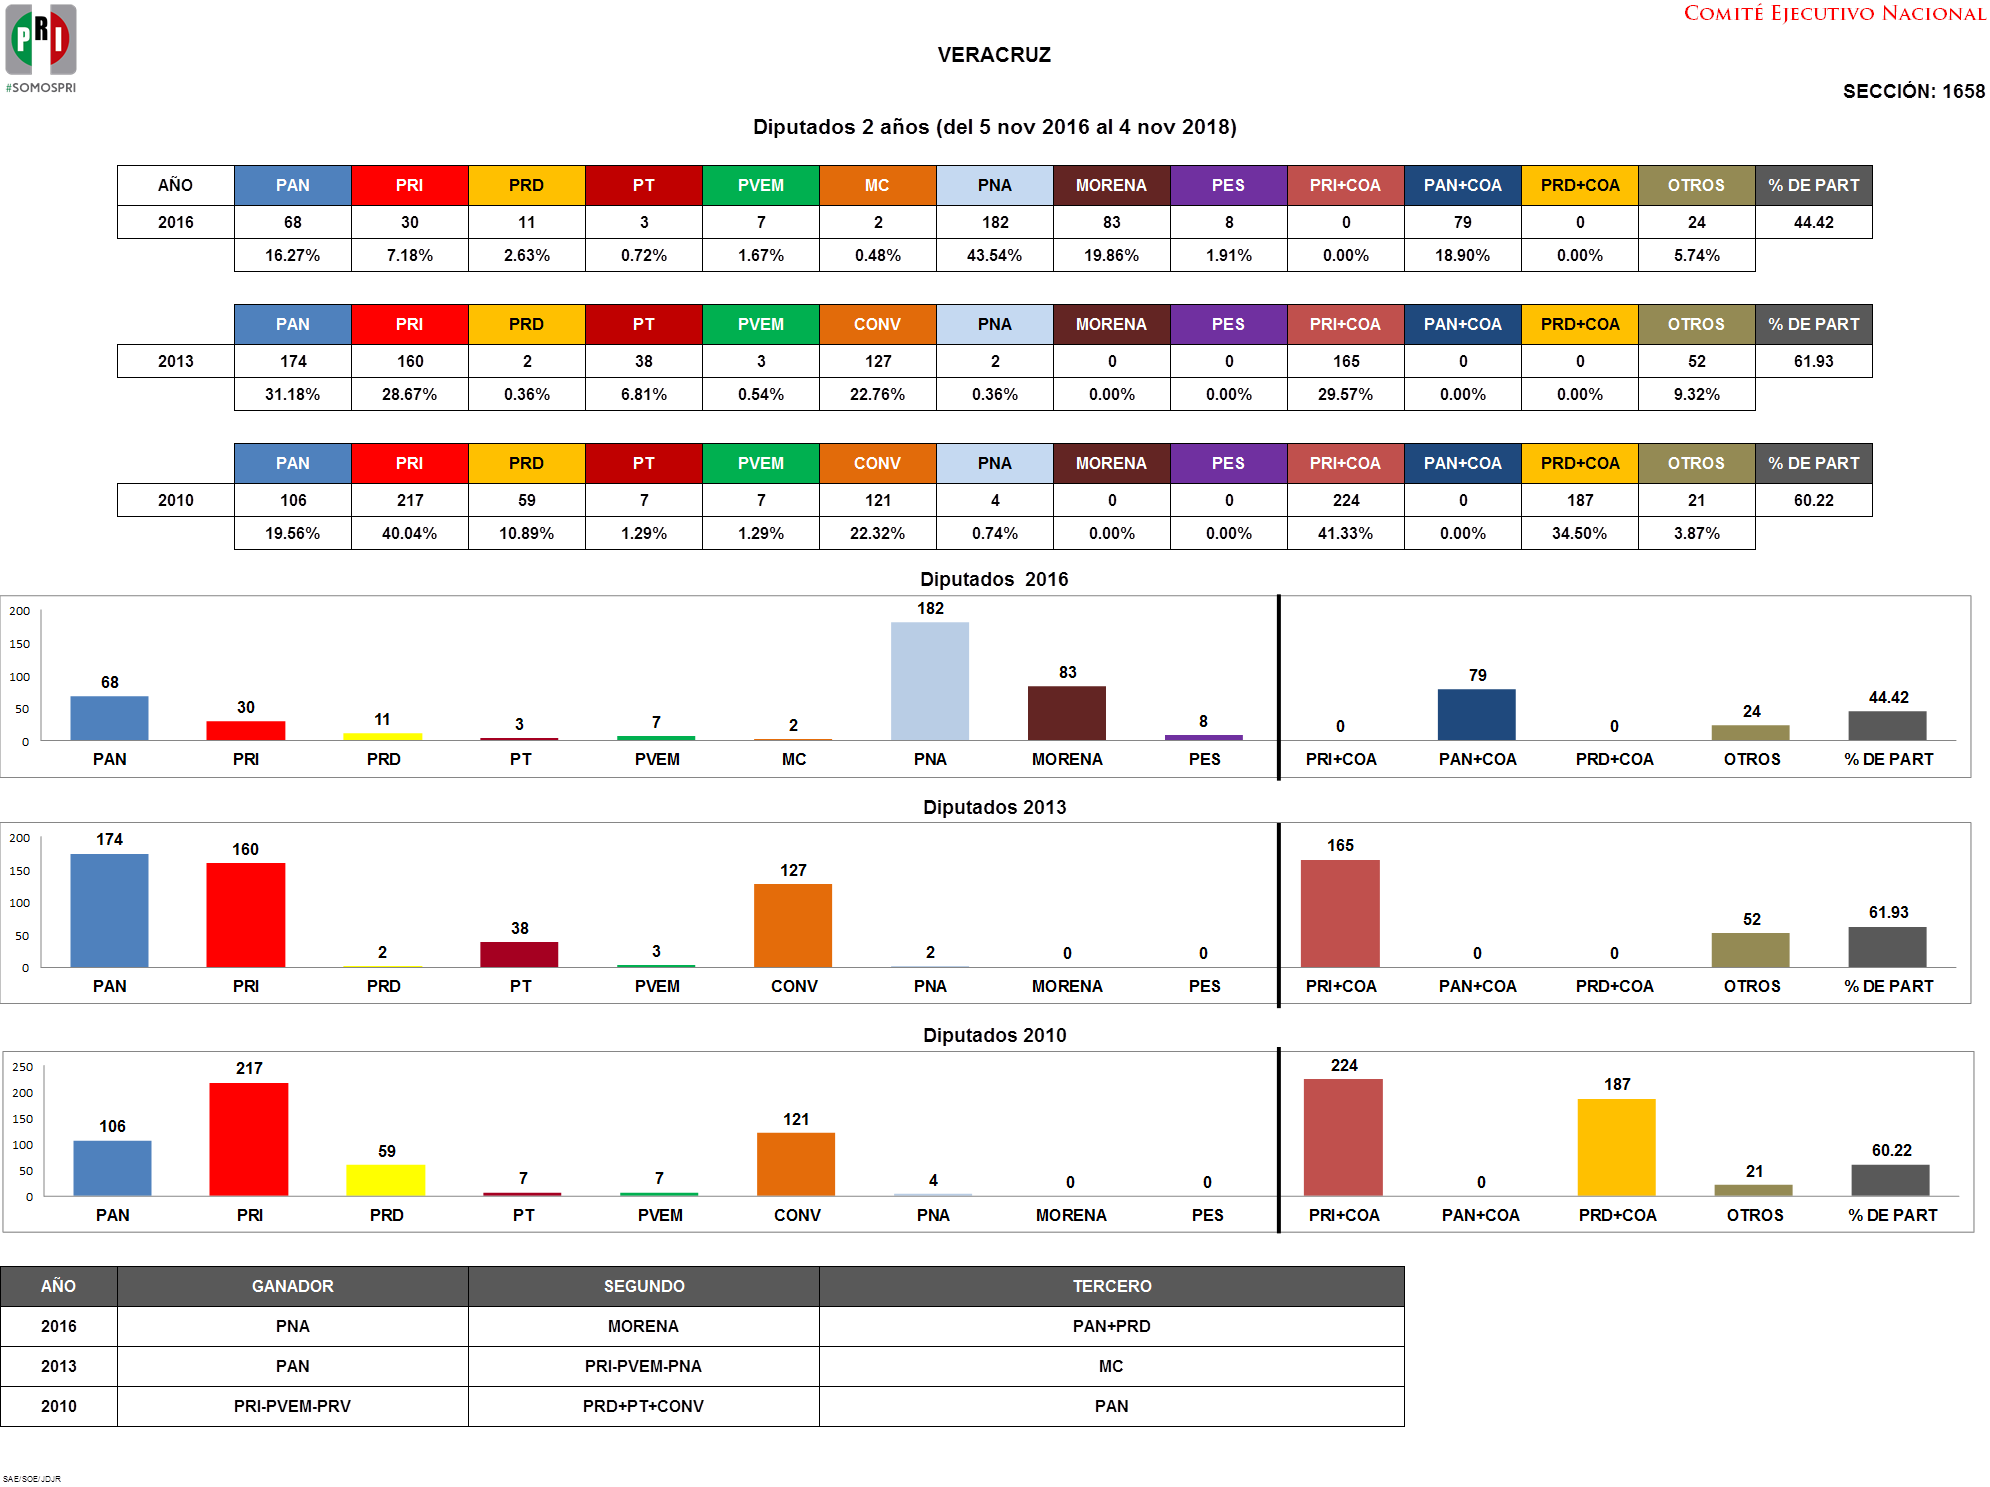 PRI
#SOMOSPRI
COMITÉ EJECUTIVO NACIONAL
VERACRUZ
SECCIÓN: 1658
Diputados 2 años (del 5 nov 2016 al 4 nov 2018)
AÑO PAN PRI PRD PT PVEM MC PNA MORENA PES PRI+COA PAN+COA PRD+COA OTROS % DE PART
2016 68 30 11 3 7 2 182 83 8 0 79 0 24 44.42
16.27% 7.18% 2.63% 0.72% 1.67% 0.48% 43.54% 19.86% 1.91% 0.00% 18.90% 0.00% 5.74%
PAN PRI PRD PT PVEM CONV PNA MORENA PES PRI+COA PAN+COA PRD+COA OTROS % DE PART
2013 174 160 2 38 3 127 2 0 0 165 0 0 52 61.93
31.18% 28.67% 0.36% 6.81% 0.54% 22.76% 0.36% 0.00% 0.00% 29.57% 0.00% 0.00% 9.32%
PAN PRI PRD PT PVEM CONV PNA MORENA PES PRI+COA PAN+COA PRD+COA OTROS % DE PART
2010 106 217 59 7 7 121 4 0 0 224 0 187 21 60.22
19.56% 40.04% 10.89% 1.29% 1.29% 22.32% 0.74% 0.00% 0.00% 41.33% 0.00% 34.50% 3.87%
Diputados 2016
200
150
100
50
0
68 30 11 3 7 2 182 83 8 0 79 0 24 44.42
PAN PRI PRD PT PVEM MC PNA MORENA PES PRI+COA PAN+COA PRD+COA OTROS % DE PART
Diputados 2013
200
150
100
50
0
174 160 2 38 3 127 2 0 0 165 0 0 52 61.93
PAN PRI PRD PT PVEM CONV PNA MORENA PES PRI+COA PAN+COA PRD+COA OTROS % DE PART
Diputados 2010
250
200
150
100
50
0
106 217 59 7 7 121 4 0 0 224 0 187 21 60.22
PAN PRI PRD PT PVEM CONV PNA MORENA PES PRI+COA PAN+COA PRD+COA OTROS % DE PART
AÑO GANADOR SEGUNDO TERCERO
2016 PNA MORENA PAN+PRD
2013 PAN PRI-PVEM-PNA MC
2010 PRI-PVEM-PRV PRD+PT+CONV PAN
SAE/SOE/JDJR